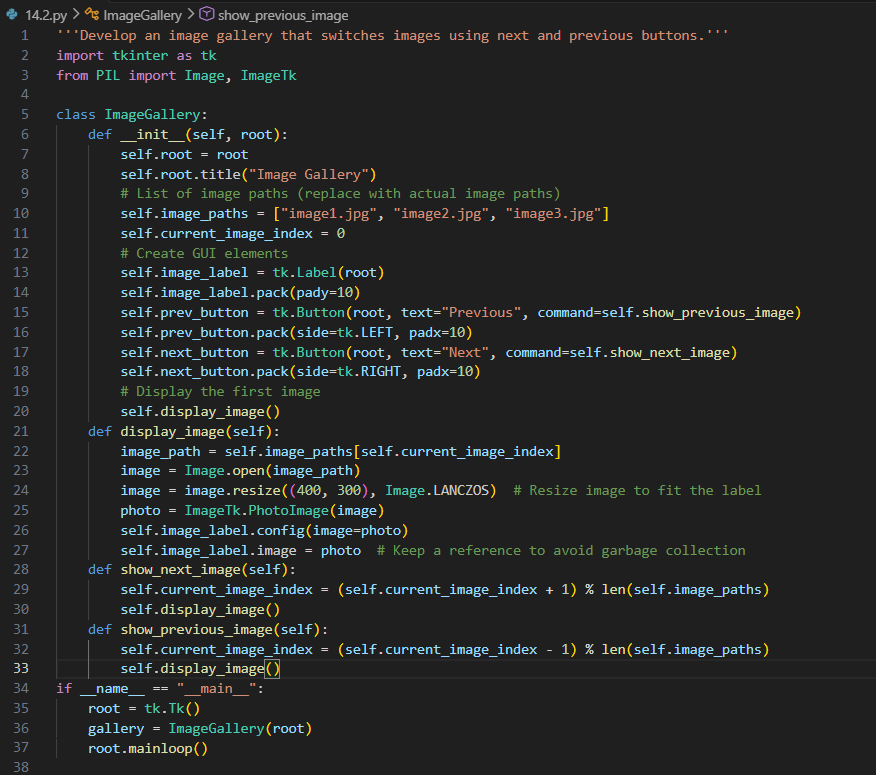 14.2.py > ImageGallery > show_previous_image
1 '''Develop an image gallery that switches images using next and previous buttons.'''
2 import tkinter as tk
3 from PIL import Image, ImageTk
4
5 class ImageGallery:
6     def __init__(self, root):
7         self.root = root
8         self.root.title("Image Gallery")
9         # List of image paths (replace with actual image paths)
10         self.image_paths = ["image1.jpg", "image2.jpg", "image3.jpg"]
11         self.current_image_index = 0
12         # Create GUI elements
13         self.image_label = tk.Label(root)
14         self.image_label.pack(pady=10)
15         self.prev_button = tk.Button(root, text="Previous", command=self.show_previous_image)
16         self.prev_button.pack(side=tk.LEFT, padx=10)
17         self.next_button = tk.Button(root, text="Next", command=self.show_next_image)
18         self.next_button.pack(side=tk.RIGHT, padx=10)
19         # Display the first image
20         self.display_image()
21     def display_image(self):
22         image_path = self.image_paths[self.current_image_index]
23         image = Image.open(image_path)
24         image = image.resize((400, 300), Image.LANCZOS)  # Resize image to fit the label
25         photo = ImageTk.PhotoImage(image)
26         self.image_label.config(image=photo)
27         self.image_label.image = photo  # Keep a reference to avoid garbage collection
28     def show_next_image(self):
29         self.current_image_index = (self.current_image_index + 1) % len(self.image_paths)
30         self.display_image()
31     def show_previous_image(self):
32         self.current_image_index = (self.current_image_index - 1) % len(self.image_paths)
33         self.display_image()
34 if __name__ == "__main__":
35     root = tk.Tk()
36     gallery = ImageGallery(root)
37     root.mainloop()
38